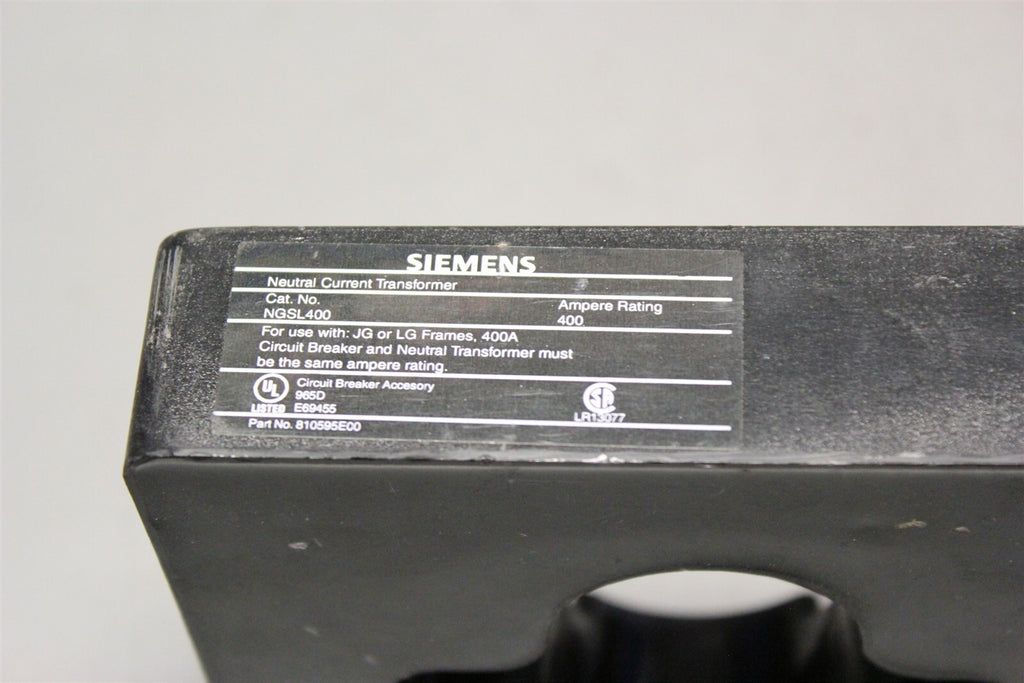 SIEMENS
Neutral Current Transformer
Cat. No. Ampere Rating
NGSL400 400
For use with: JG or LG Frames, 400A
Circuit Breaker and Neutral Transformer must
be the same ampere rating.
UL Circuit Breaker Accesory
965D SA
LISTED E69455 LR13077
Part No. 810595E00